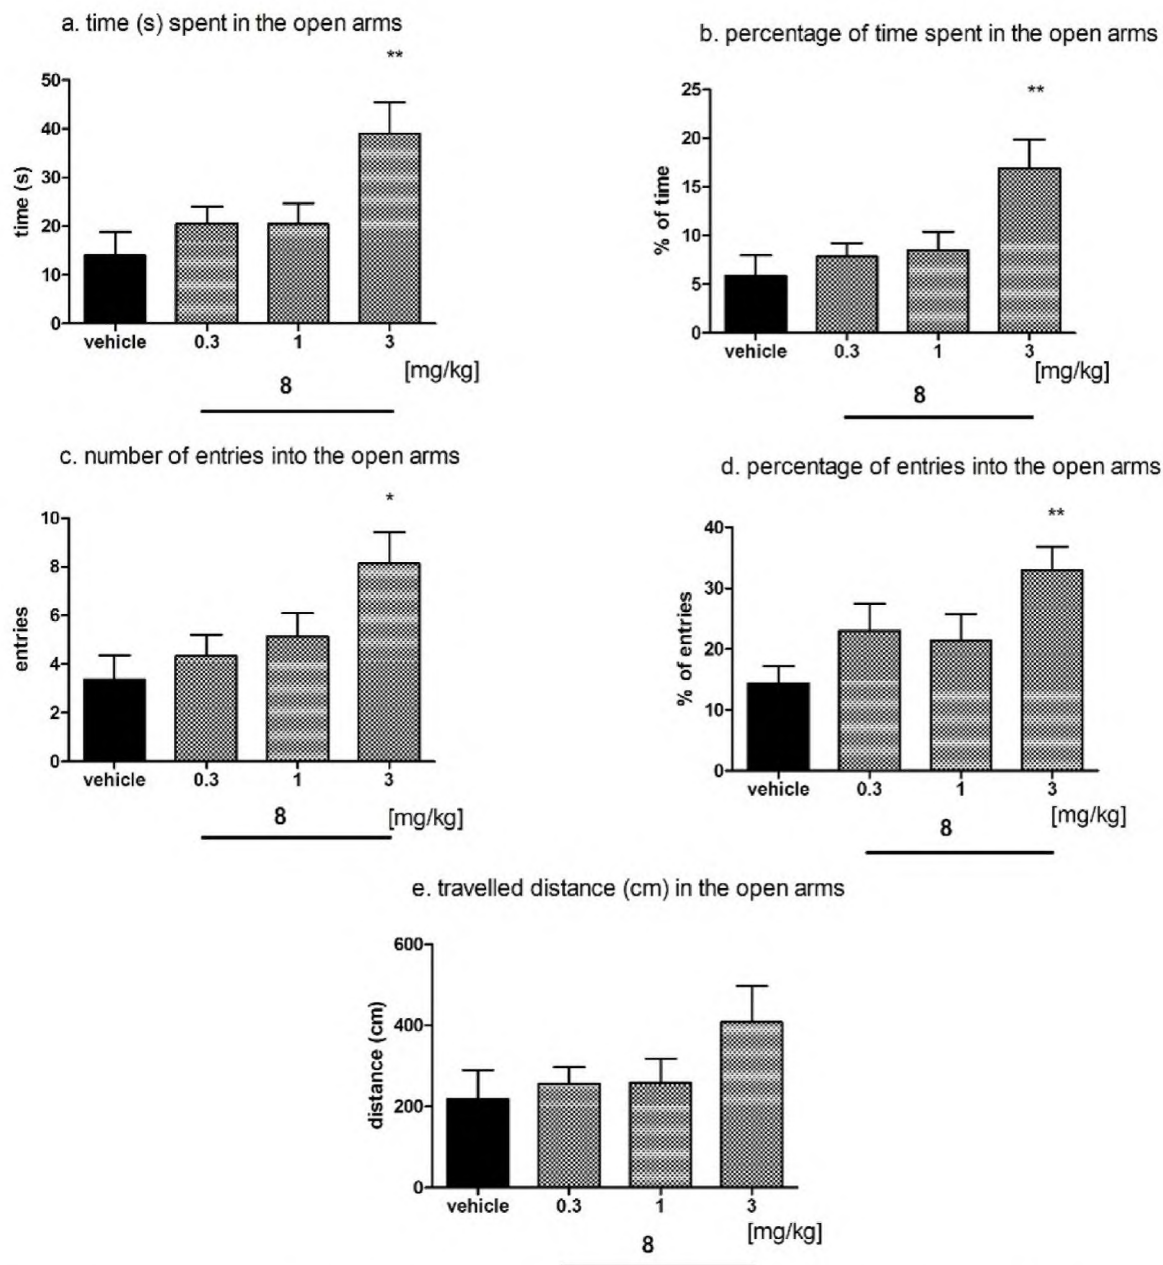 a. time (s) spent in the open arms
**
time (s)
50
40
30
20
10
0
vehicle 0.3 1 3
[mg/kg]
8
b. percentage of time spent in the open arms
**
% of time
25
20
15
10
5
0
vehicle 0.3 1 3
[mg/kg]
8
c. number of entries into the open arms
*
entries
10
8
6
4
2
0
vehicle 0.3 1 3
[mg/kg]
8
d. percentage of entries into the open arms
**
% of entries
40
30
20
10
0
vehicle 0.3 1 3
[mg/kg]
8
e. travelled distance (cm) in the open arms
distance (cm)
600
400
200
0
vehicle 0.3 1 3
[mg/kg]
8